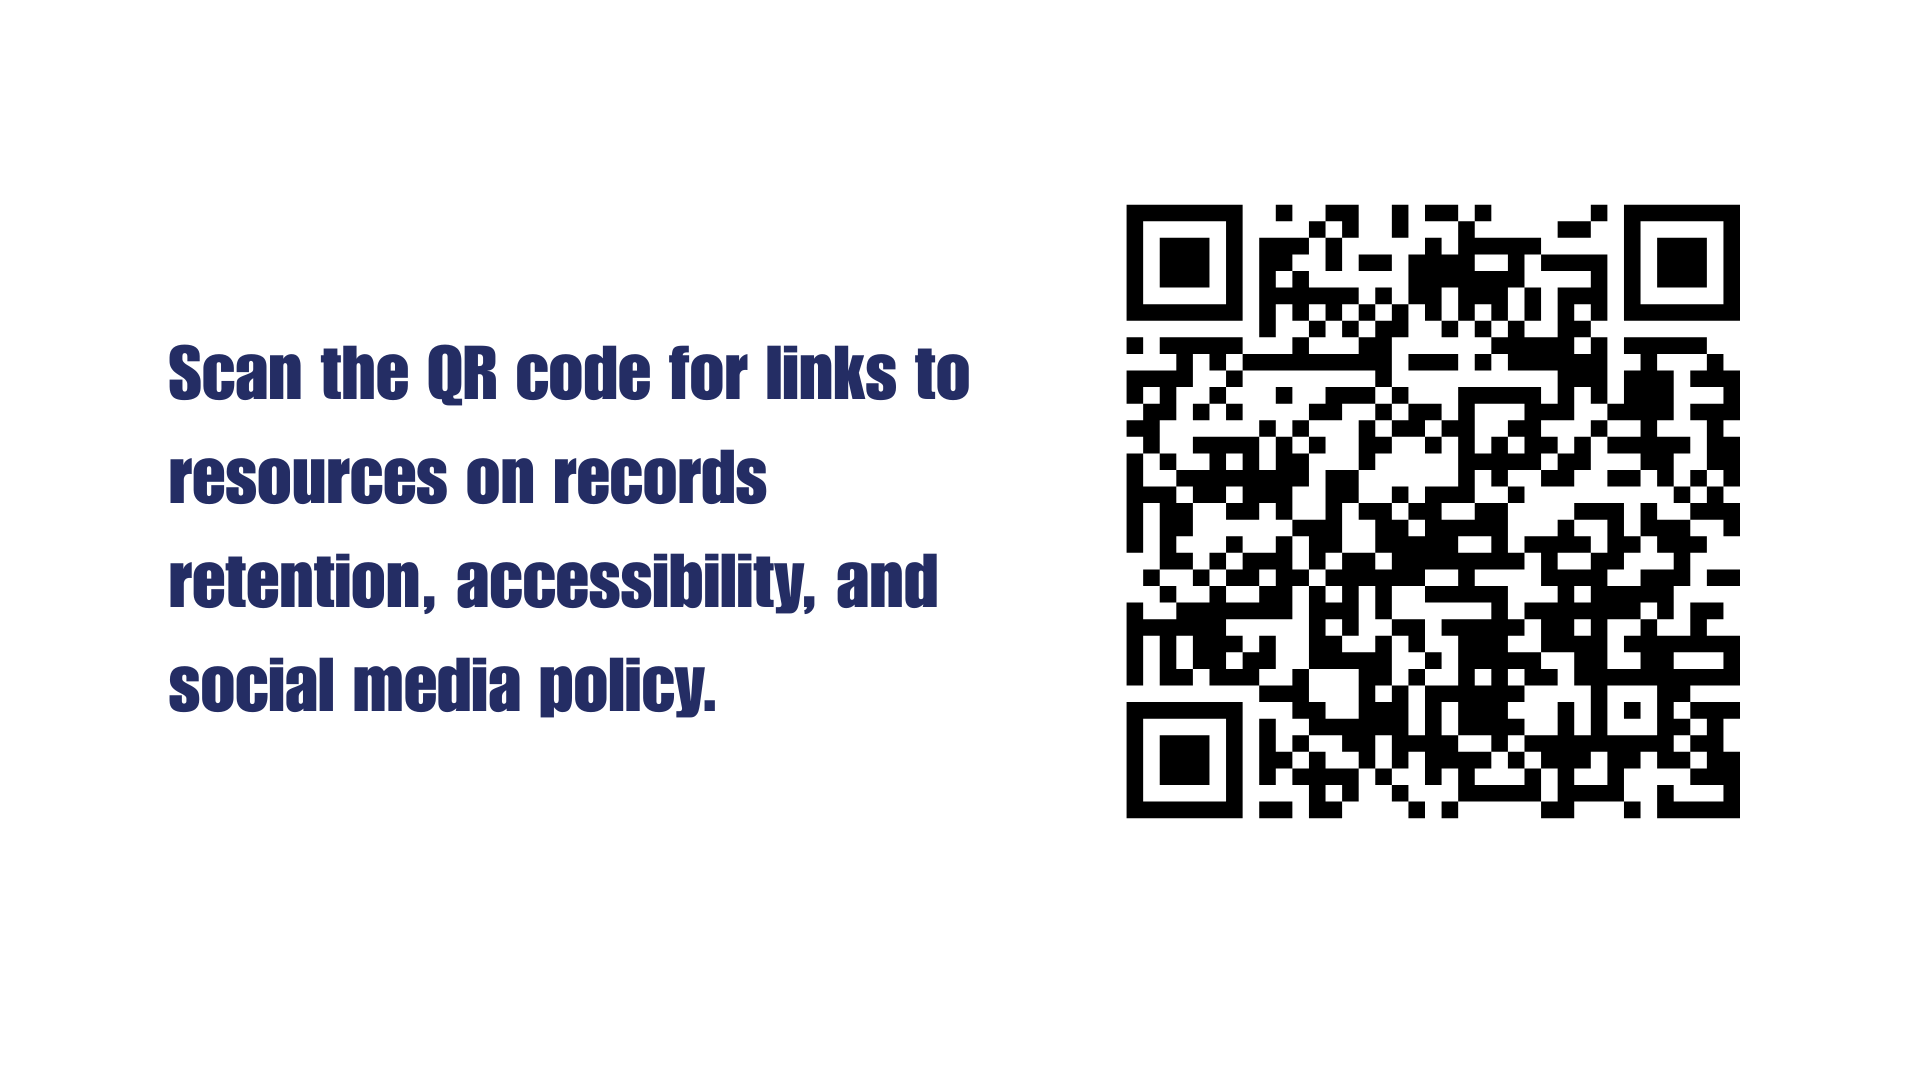 Scan the QR code for links to
resources on records
retention, accessibility, and
social media policy.